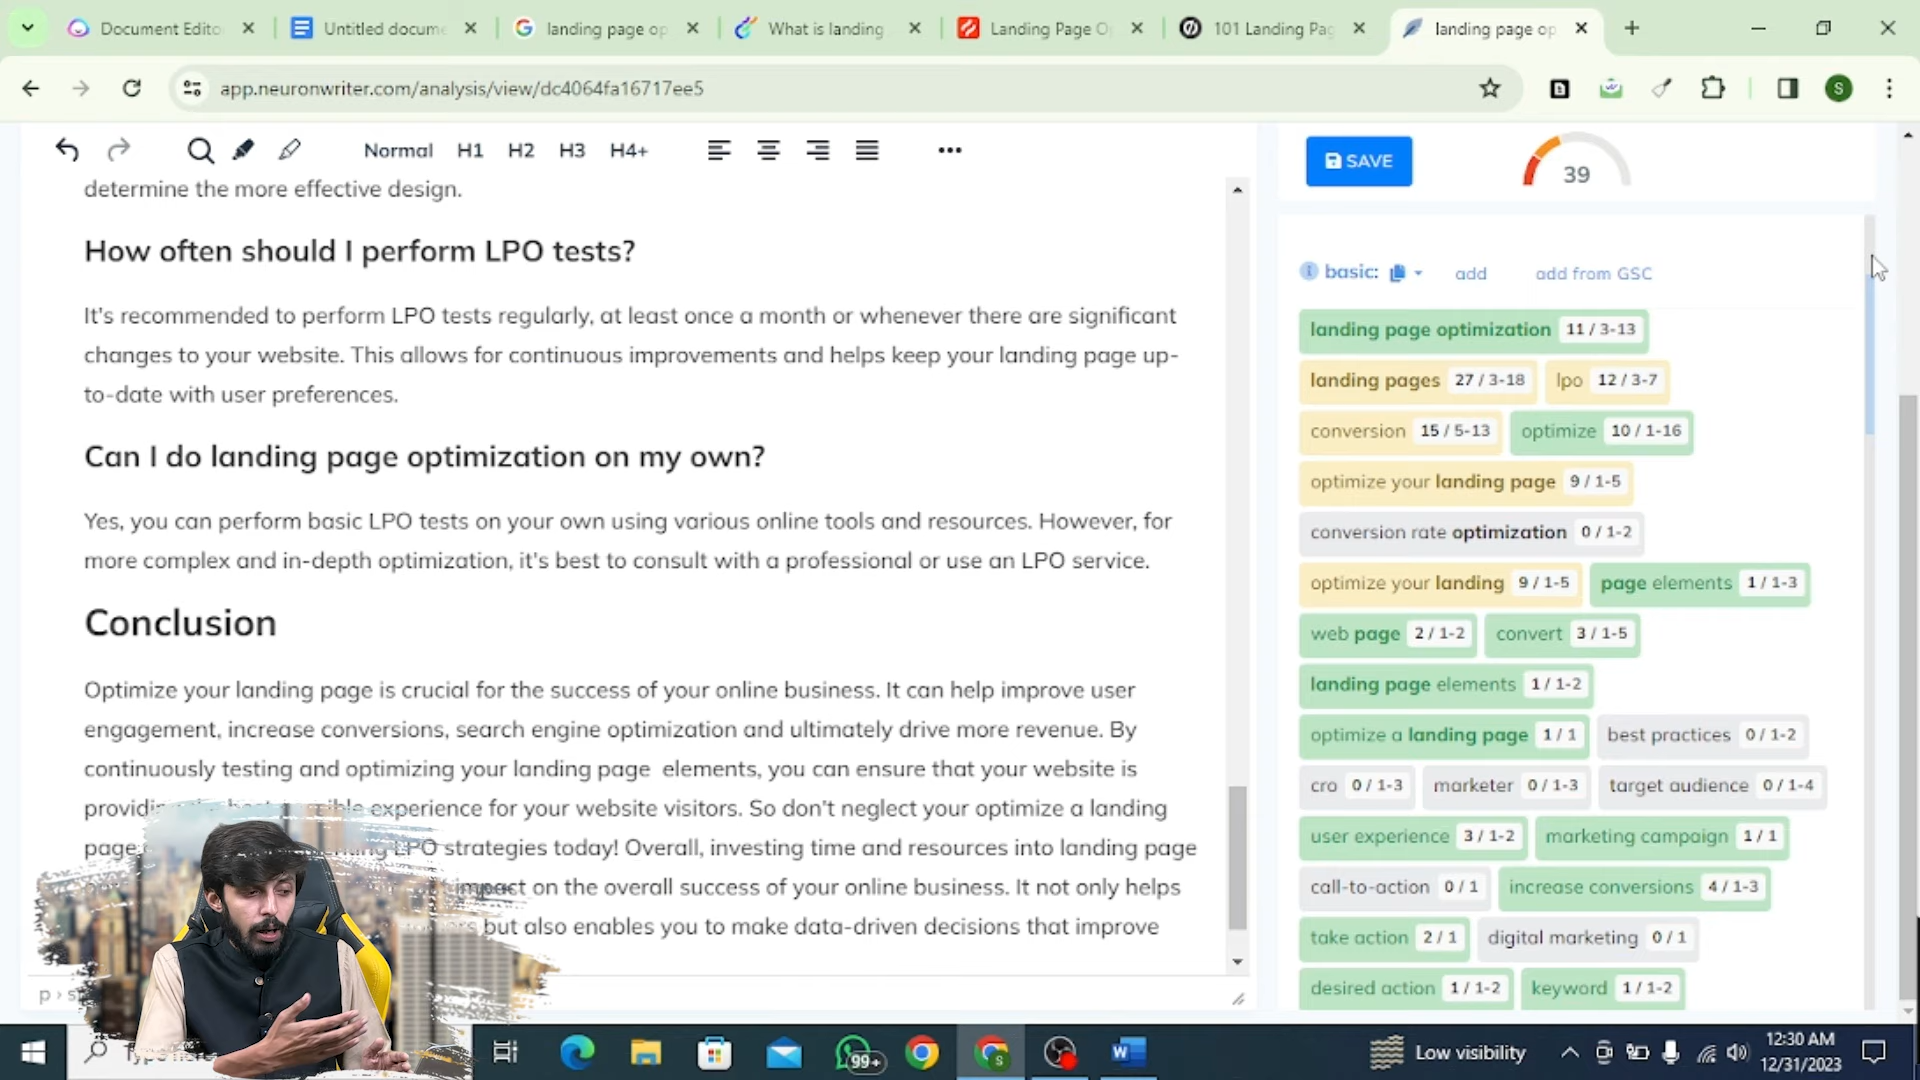 Document Edito
Untitled docume
landing page op
What is landing
Landing Page O
101 Landing Pag
landing page op
app.neuronwriter.com/analysis/view/dc4064fa16717ee5
S
Normal H1 H2 H3 H4+
SAVE
39
determine the more effective design.
How often should I perform LPO tests?
It's recommended to perform LPO tests regularly, at least once a month or whenever there are significant
changes to your website. This allows for continuous improvements and helps keep your landing page up-
to-date with user preferences.
Can I do landing page optimization on my own?
Yes, you can perform basic LPO tests on your own using various online tools and resources. However, for
more complex and in-depth optimization, it's best to consult with a professional or use an LPO service.
Conclusion
Optimize your landing page is crucial for the success of your online business. It can help improve user
engagement, increase conversions, search engine optimization and ultimately drive more revenue. By
continuously testing and optimizing your landing page elements, you can ensure that your website is
experience for your website visitors. So don't neglect your optimize a landing
page LPO strategies today! Overall, investing time and resources into landing page
impact on the overall success of your online business. It not only helps
but also enables you to make data-driven decisions that improve
p ›
basic: add add from GSC
landing page optimization 11 / 3-13
landing pages 27 / 3-18 lpo 12 / 3-7
conversion 15 / 5-13 optimize 10 / 1-16
optimize your landing page 9 / 1-5
conversion rate optimization 0 / 1-2
optimize your landing 9 / 1-5 page elements 1 / 1-3
web page 2 / 1-2 convert 3 / 1-5
landing page elements 1 / 1-2
optimize a landing page 1 / 1 best practices 0 / 1-2
cro 0 / 1-3 marketer 0 / 1-3 target audience 0 / 1-4
user experience 3 / 1-2 marketing campaign 1 / 1
call-to-action 0 / 1 increase conversions 4 / 1-3
take action 2 / 1 digital marketing 0 / 1
desired action 1 / 1-2 keyword 1 / 1-2
99+
S
W
Low visibility
12:30 AM
12/31/2023